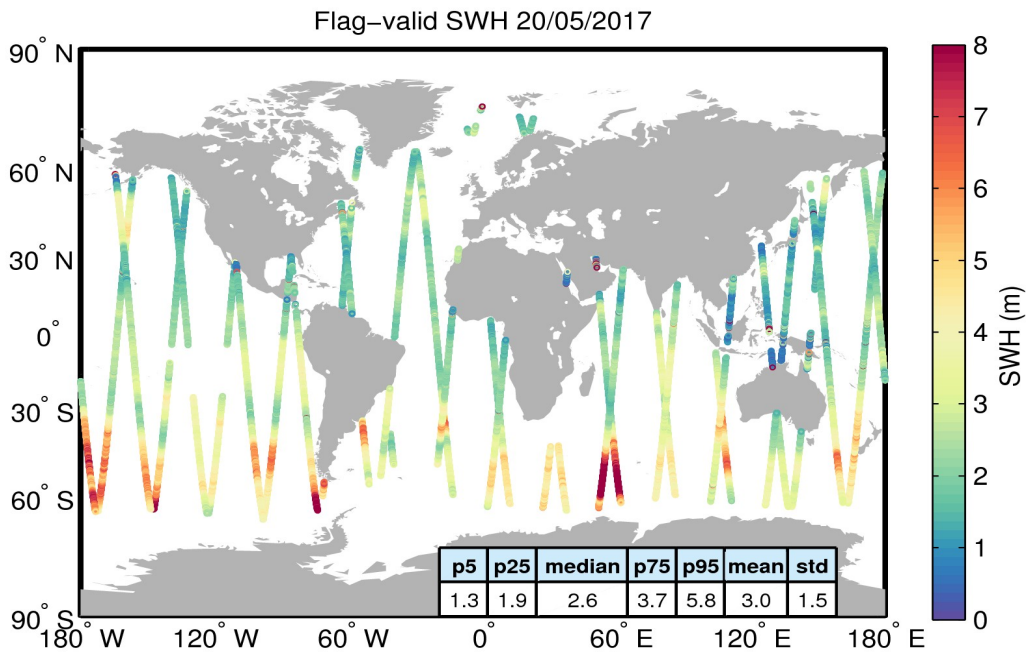 Flag−valid SWH 20/05/2017
90° N
60° N
30° N
0°
30° S
60° S
90° S
180° W
120° W
60° W
0°
60° E
120° E
180° E
p5 p25 median p75 p95 mean std
1.3 1.9 2.6 3.7 5.8 3.0 1.5
8
7
6
5
4
3
2
1
0
SWH (m)